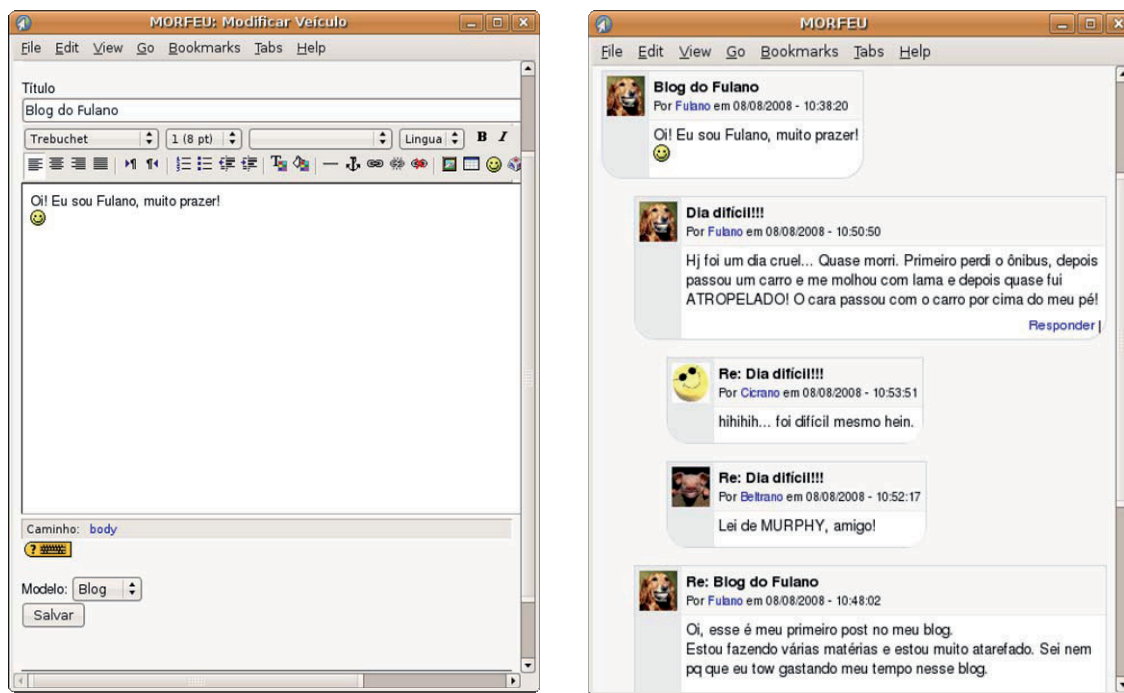 MORFEU: Modificar Veículo
File Edit View Go Bookmarks Tabs Help
Título
Blog do Fulano
Trebuchet 1 (8 pt) Lingua B I
Oi! Eu sou Fulano, muito prazer!
Caminho: body
?
Modelo: Blog
Salvar
MORFEU
File Edit View Go Bookmarks Tabs Help
Blog do Fulano
Por Fulano em 08/08/2008 - 10:38:20
Oi! Eu sou Fulano, muito prazer!
Dia difícil!!!
Por Fulano em 08/08/2008 - 10:50:50
Hj foi um dia cruel... Quase morri. Primeiro perdi o ônibus, depois
passou um carro e me molhou com lama e depois quase fui
ATROPELADO! O cara passou com o carro por cima do meu pé!
Responder |
Re: Dia difícil!!!
Por Cicrano em 08/08/2008 - 10:53:51
hihihih... foi difícil mesmo hein.
Re: Dia difícil!!!
Por Beltrano em 08/08/2008 - 10:52:17
Lei de MURPHY, amigo!
Re: Blog do Fulano
Por Fulano em 08/08/2008 - 10:48:02
Oi, esse é meu primeiro post no meu blog.
Estou fazendo várias matérias e estou muito atarefado. Sei nem
pq que eu tow gastando meu tempo nesse blog.